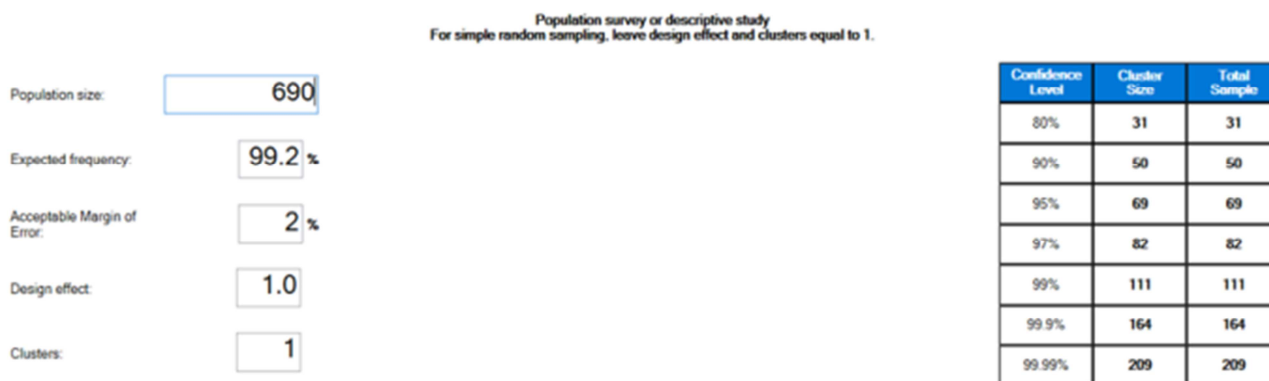 Population survey or descriptive study
For simple random sampling, leave design effect and clusters equal to 1.
Population size: 690
Expected frequency: 99.2 %
Acceptable Margin of
Error: 2 %
Design effect: 1.0
Clusters: 1
Confidence Level Cluster Size Total Sample
80% 31 31
90% 50 50
95% 69 69
97% 82 82
99% 111 111
99.9% 164 164
99.99% 209 209